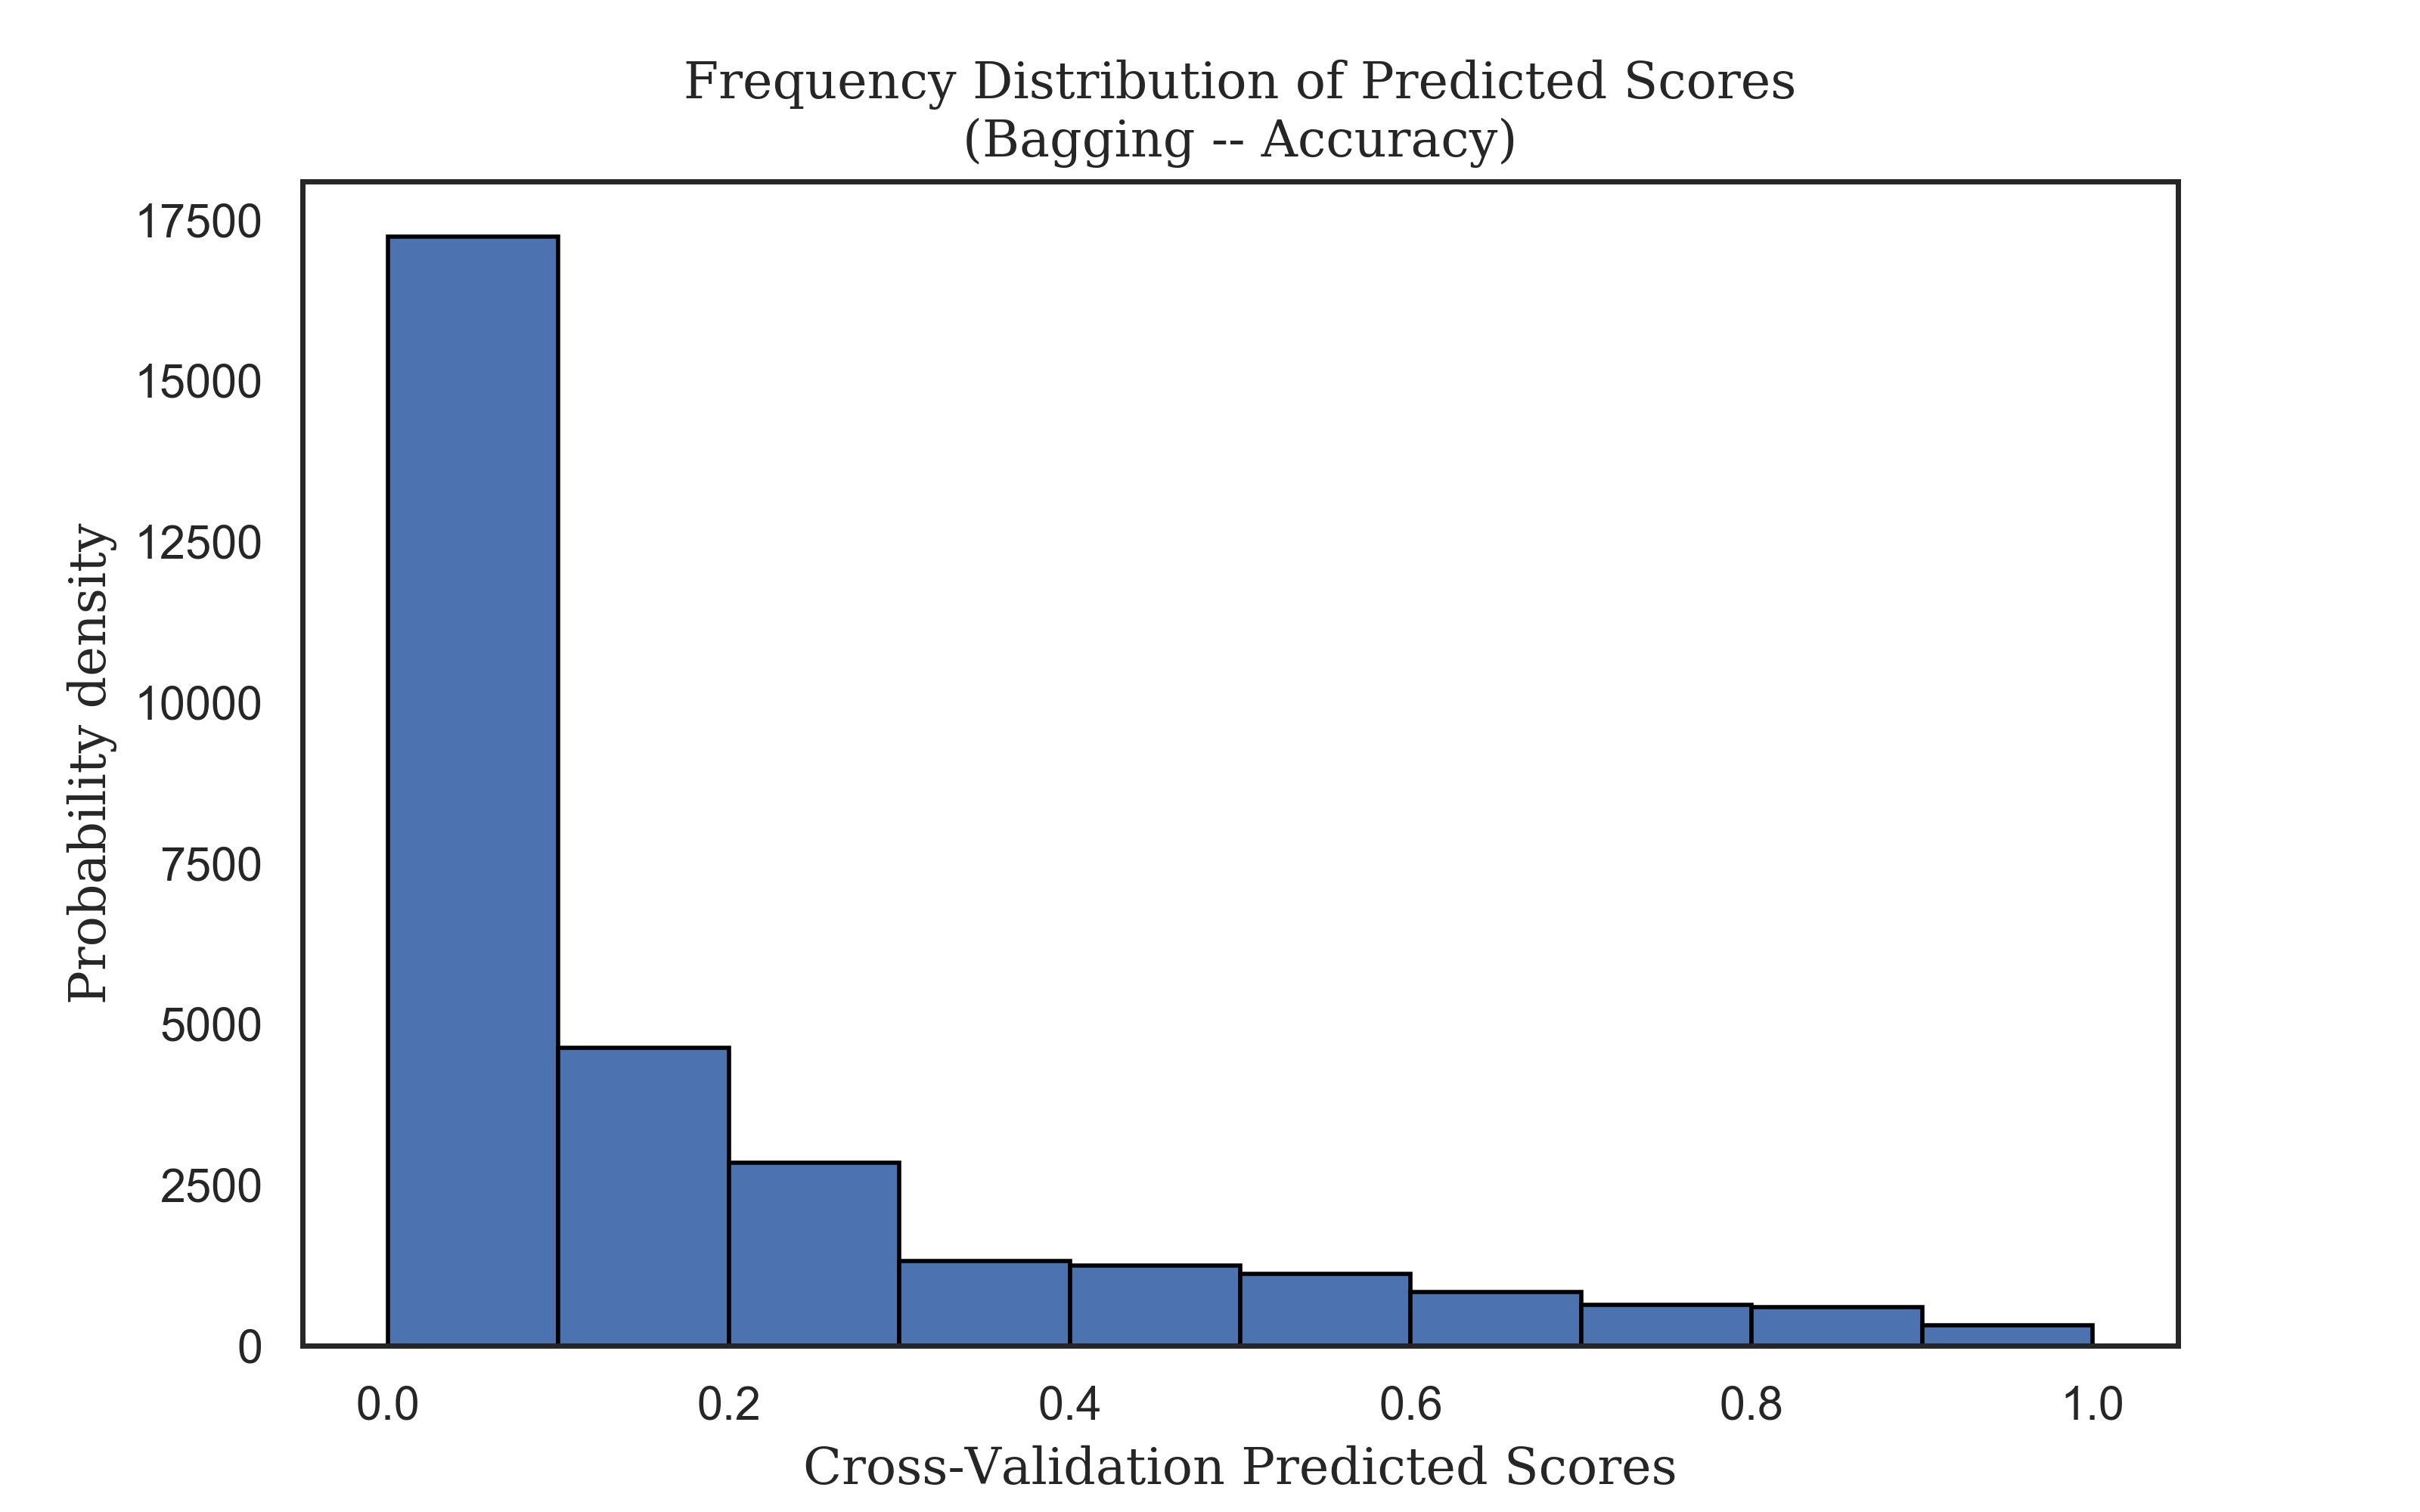 Frequency Distribution of Predicted Scores
(Bagging -- Accuracy)
Probability density
17500
15000
12500
10000
7500
5000
2500
0
0.0 0.2 0.4 0.6 0.8 1.0
Cross-Validation Predicted Scores